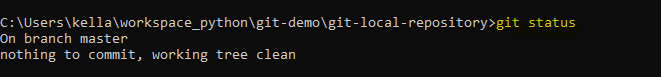 C:\Users\kella\workspace_python\git-demo\git-local-repository>git status
On branch master
nothing to commit, working tree clean